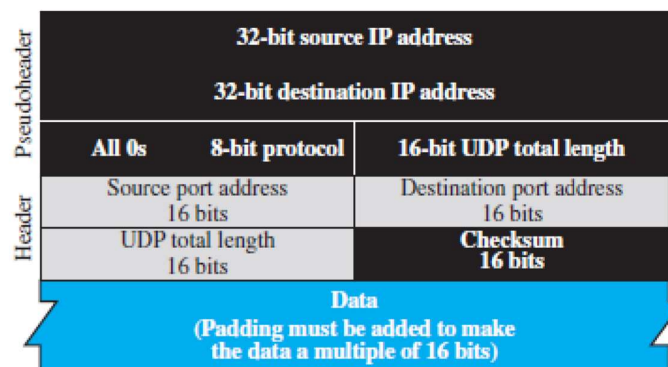 Pseudoheader
32-bit source IP address
32-bit destination IP address
All 0s 8-bit protocol 16-bit UDP total length
Header
Source port address Destination port address
16 bits 16 bits
UDP total length Checksum
16 bits 16 bits
Data
(Padding must be added to make
the data a multiple of 16 bits)